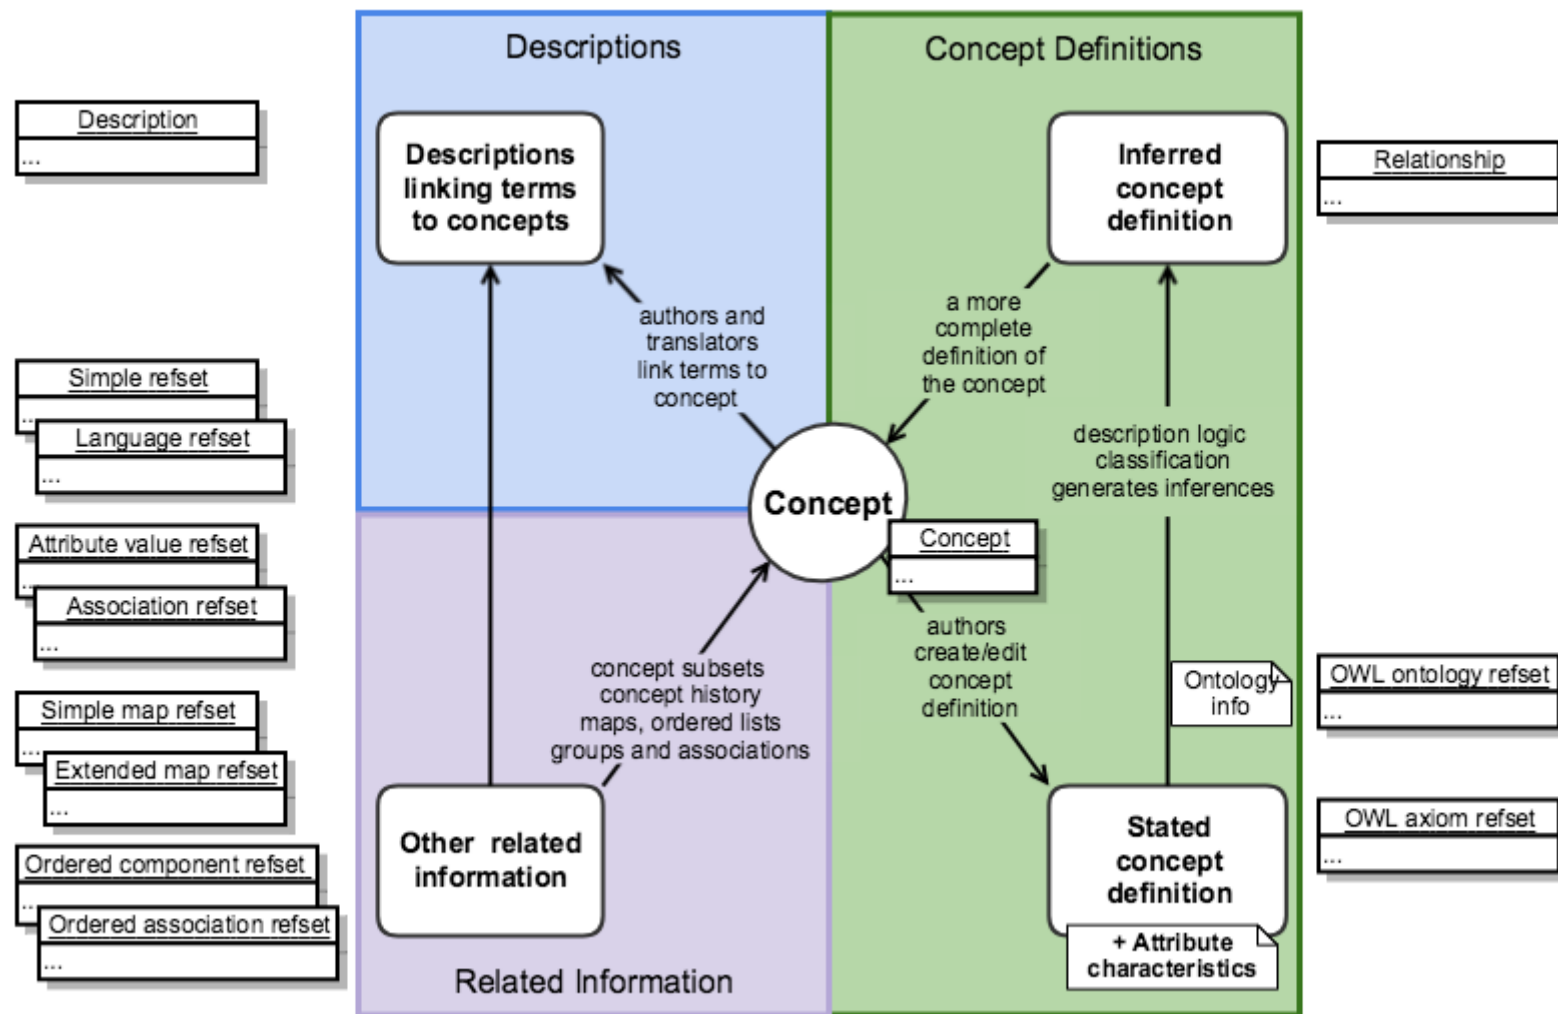 Descriptions
Concept Definitions
Description
...
Descriptions
linking terms
to concepts
Inferred
concept
definition
Relationship
...
authors and
translators
link terms to
concept
a more
complete
definition of
the concept
Simple refset
...
Language refset
...
description logic
classification
generates inferences
Concept
Concept
...
Attribute value refset
...
Association refset
...
concept subsets
concept history
maps, ordered lists
groups and associations
authors
create/edit
concept
definition
Ontology
info
OWL ontology refset
...
Simple map refset
...
Extended map refset
...
Other related
information
Stated
concept
definition
+ Attribute
characteristics
OWL axiom refset
...
Ordered component refset
...
Ordered association refset
...
Related Information